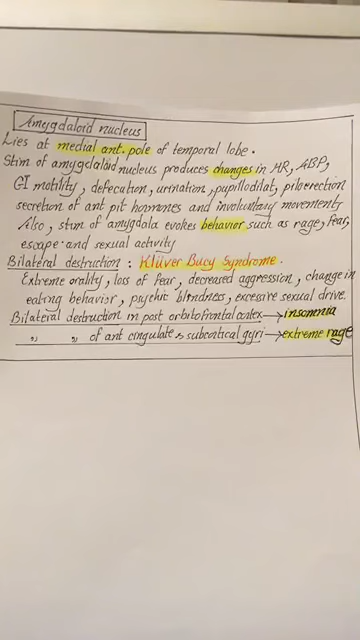 Amygdaloid nucleus
Lies at medial ant. pole of temporal lobe.
Stim of amygdaloid nucleus produces changes in HR, ABP,
GI motility, defecution, urination, pupillodilat, piloerection
secretion of ant pit hormones and involuntary movements
Also, stim of amygdala evokes behavior such as rage, fear,
escape and sexual activity
Bilateral destruction : Klüver Bucy Syndrome.
Extreme orality, loss of fear, decreased aggression, change in
eating behavior, psychic blindness, excessive sexual drive.
Bilateral destruction in post orbitofrontal cortex → insomnia
„ „ of ant cingulate & subcortical gyri → extreme rage